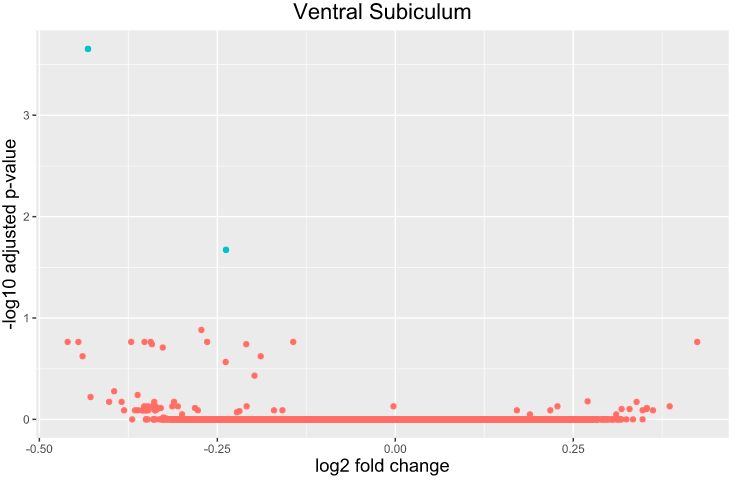 Ventral Subiculum
-log10 adjusted p-value
3
2
1
0
-0.50
-0.25
0.00
0.25
log2 fold change